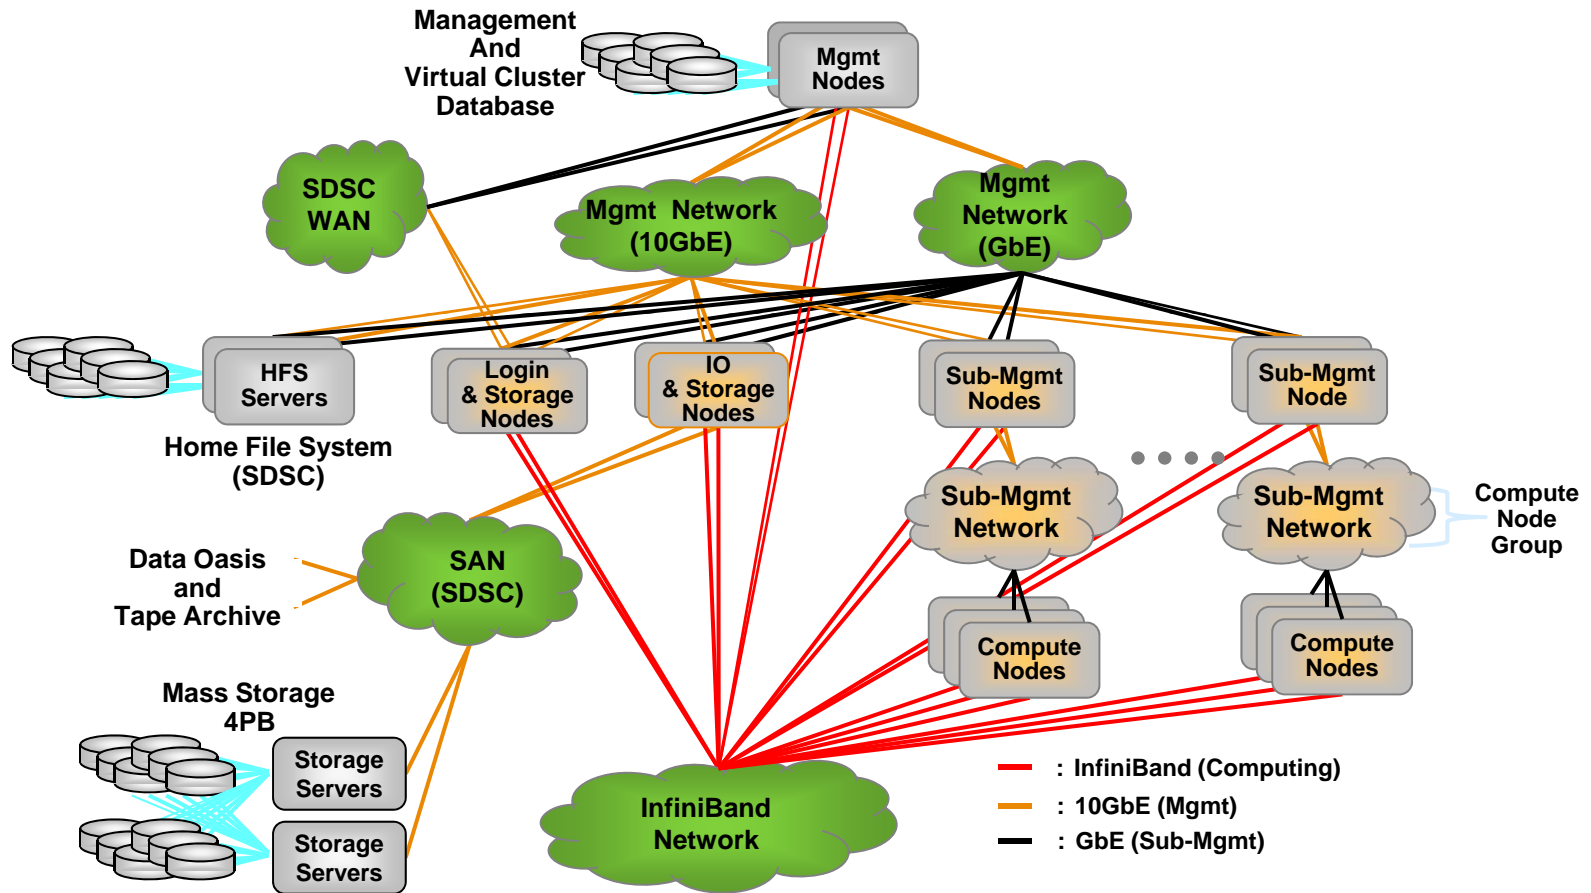 Management
And
Virtual Cluster
Database
Mgmt
Nodes
SDSC
WAN
Mgmt Network
(10GbE)
Mgmt
Network
(GbE)
HFS
Servers
Home File System
(SDSC)
Login
& Storage
Nodes
IO
& Storage
Nodes
Sub-Mgmt
Nodes
Sub-Mgmt
Node
Sub-Mgmt
Network
Sub-Mgmt
Network
Compute
Node
Group
Data Oasis
and
Tape Archive
SAN
(SDSC)
Compute
Nodes
Compute
Nodes
Mass Storage
4PB
Storage
Servers
Storage
Servers
InfiniBand
Network
: InfiniBand (Computing)
: 10GbE (Mgmt)
: GbE (Sub-Mgmt)